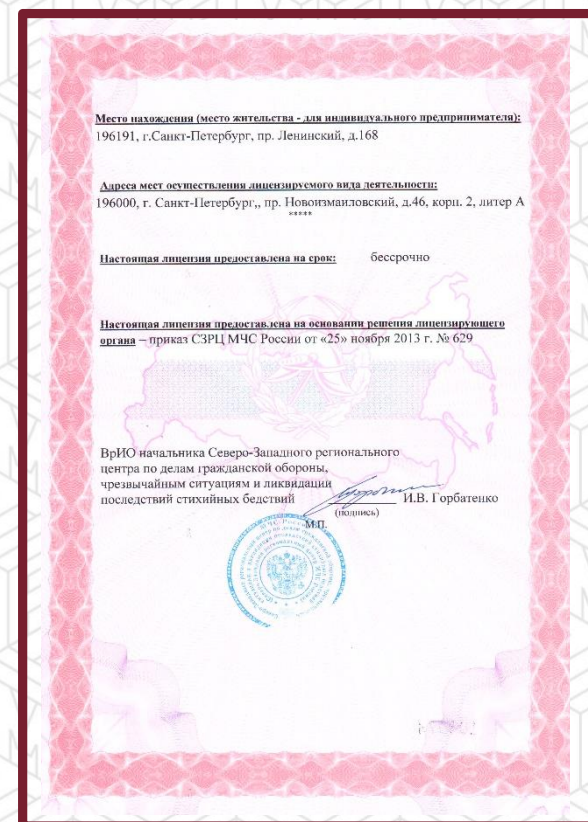 Место нахождения (место жительства - для индивидуального предпринимателя):
196191, г.Санкт-Петербург, пр. Ленинский, д.168
Адреса мест осуществления лицензируемого вида деятельности:
196000, г. Санкт-Петербург,, пр. Новоизмаиловский, д.46, корп. 2, литер А
*****
Настоящая лицензия предоставлена на срок: бессрочно
Настоящая лицензия предоставлена на основании решения лицензирующего
органа – приказ СЗРЦ МЧС России от «25» ноября 2013 г. № 629
ВрИО начальника Северо-Западного регионального
центра по делам гражданской обороны,
чрезвычайным ситуациям и ликвидации
последствий стихийных бедствий И.В. Горбатенко
(подпись)
М.П.